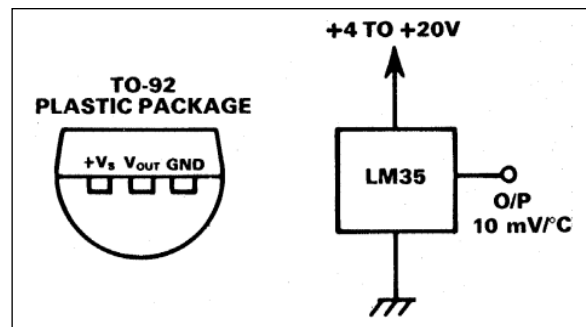 TO-92
PLASTIC PACKAGE
+Vs VOUT GND
+4 TO +20V
LM35
O/P
10 mV/°C